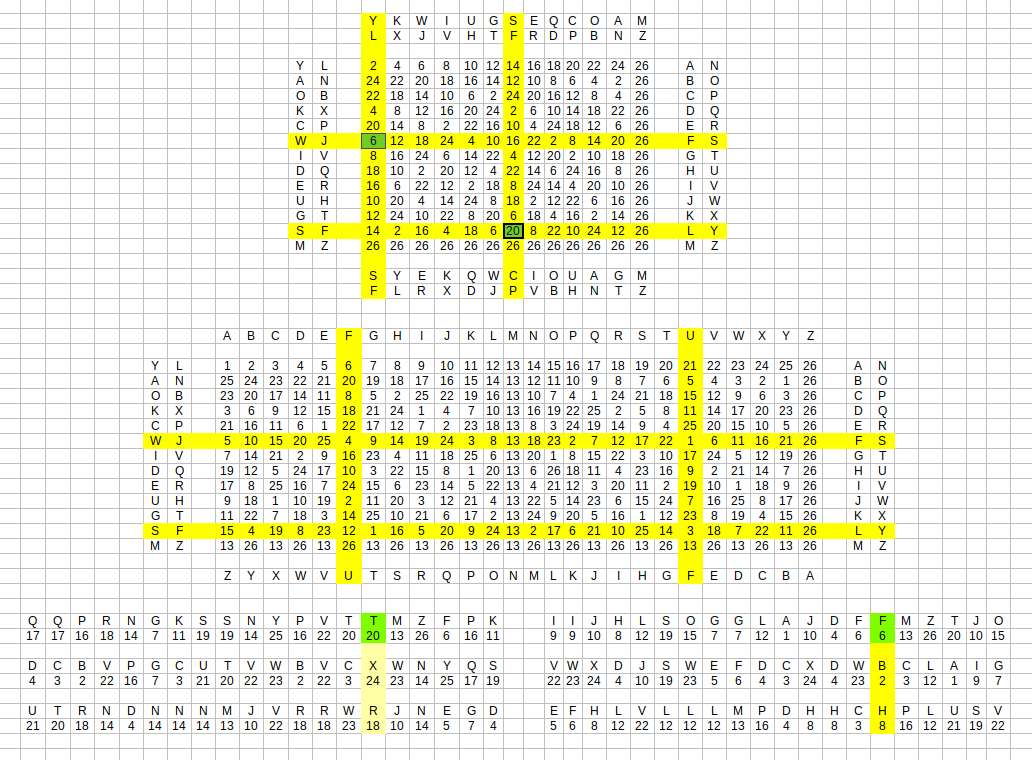 Y K W I U G S E Q C O A M
L X J V H T F R D P B N Z
Y L 2 4 6 8 10 12 14 16 18 20 22 24 26 A N
A N 24 22 20 18 16 14 12 10 8 6 4 2 26 B O
O B 22 18 14 10 6 2 24 20 16 12 8 4 26 C P
K X 4 8 12 16 20 24 2 6 10 14 18 22 26 D Q
C P 20 14 8 2 22 16 10 4 24 18 12 6 26 E R
W J 6 12 18 24 4 10 16 22 2 8 14 20 26 F S
I V 8 16 24 6 14 22 4 12 20 2 10 18 26 G T
D Q 18 10 2 20 12 4 22 14 6 24 16 8 26 H U
E R 16 6 22 12 2 18 8 24 14 4 20 10 26 I V
U H 10 20 4 14 24 8 18 2 12 22 6 16 26 J W
G T 12 24 10 22 8 20 6 18 4 16 2 14 26 K X
S F 14 2 16 4 18 6 20 8 22 10 24 12 26 L Y
M Z 26 26 26 26 26 26 26 26 26 26 26 26 26 M Z
S Y E K Q W C I O U A G M
F L R X D J P V B H N T Z
A B C D E F G H I J K L M N O P Q R S T U V W X Y Z
Y L 1 2 3 4 5 6 7 8 9 10 11 12 13 14 15 16 17 18 19 20 21 22 23 24 25 26 A N
A N 25 24 23 22 21 20 19 18 17 16 15 14 13 12 11 10 9 8 7 6 5 4 3 2 1 26 B O
O B 23 20 17 14 11 8 5 2 25 22 19 16 13 10 7 4 1 24 21 18 15 12 9 6 3 26 C P
K X 3 6 9 12 15 18 21 24 1 4 7 10 13 16 19 22 25 2 5 8 11 14 17 20 23 26 D Q
C P 21 16 11 6 1 22 17 12 7 2 23 18 13 8 3 24 19 14 9 4 25 20 15 10 5 26 E R
W J 5 10 15 20 25 4 9 14 19 24 3 8 13 18 23 2 7 12 17 22 1 6 11 16 21 26 F S
I V 7 14 21 2 9 16 23 4 11 18 25 6 13 20 1 8 15 22 3 10 17 24 5 12 19 26 G T
D Q 19 12 5 24 17 10 3 22 15 8 1 20 13 6 26 18 11 4 23 16 9 2 21 14 7 26 H U
E R 17 8 25 16 7 24 15 6 23 14 5 22 13 4 21 12 3 20 11 2 19 10 1 18 9 26 I V
U H 9 18 1 10 19 2 11 20 3 12 21 4 13 22 5 14 23 6 15 24 7 16 25 8 17 26 J W
G T 11 22 7 18 3 14 25 10 21 6 17 2 13 24 9 20 5 16 1 12 23 8 19 4 15 26 K X
S F 15 4 19 8 23 12 1 16 5 20 9 24 13 2 17 6 21 10 25 14 3 18 7 22 11 26 L Y
M Z 13 26 13 26 13 26 13 26 13 26 13 26 13 26 13 26 13 26 13 26 13 26 13 26 13 26 M Z
Z Y X W V U T S R Q P O N M L K J I H G F E D C B A
Q Q P R N G K S S N Y P V T T M Z F P K I I J H L S O G G L A J D F F M Z T J O
17 17 16 18 14 7 11 19 19 14 25 16 22 20 20 13 26 6 16 11 9 9 10 8 12 19 15 7 7 12 1 10 4 6 6 13 26 20 10 15
D C B V P G C U T V W B V C X W N Y Q S V W X D J S W E F D C X D W B C L A I G
4 3 2 22 16 7 3 21 20 22 23 2 22 3 24 23 14 25 17 19 22 23 24 4 10 19 23 5 6 4 3 24 4 23 2 3 12 1 9 7
U T R N D N N N M J V R R W R J N E G D E F H L V L L L M P D H H C H P L U S V
21 20 18 14 4 14 14 14 13 10 22 18 18 23 18 10 14 5 7 4 5 6 8 12 22 12 12 12 13 16 4 8 8 3 8 16 12 21 19 22